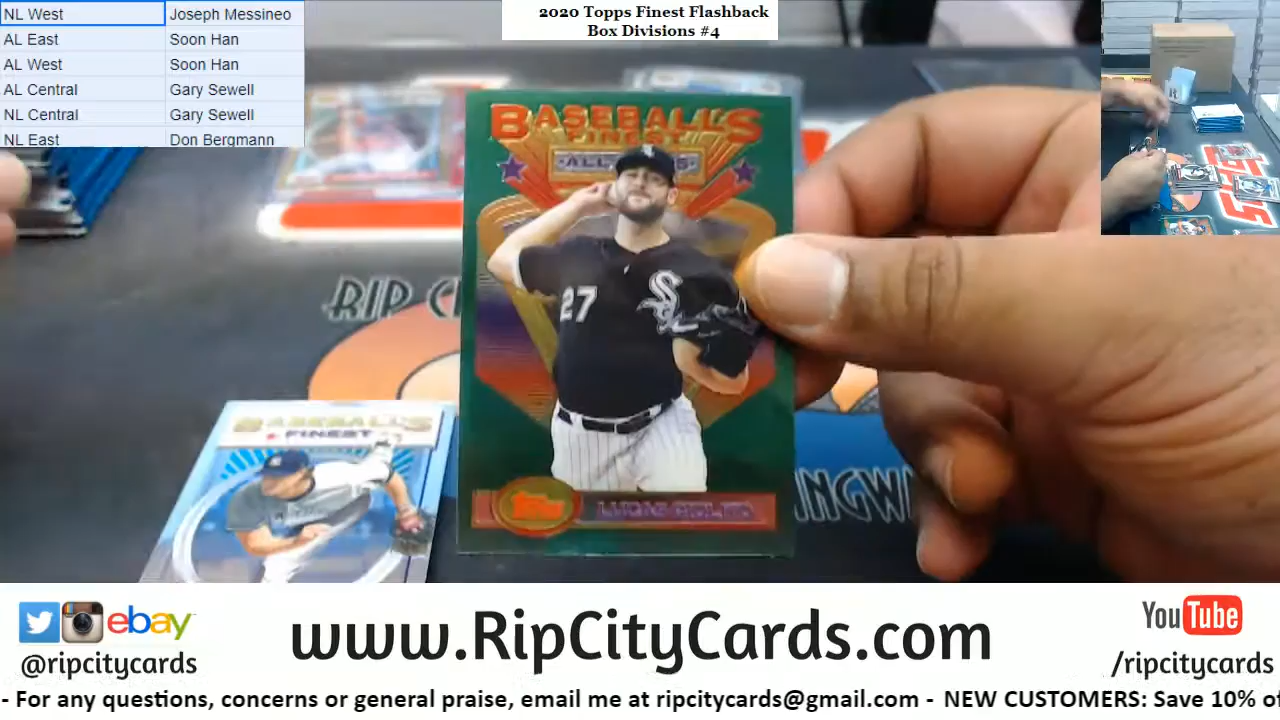 NL West Joseph Messineo
AL East Soon Han
AL West Soon Han
AL Central Gary Sewell
NL Central Gary Sewell
NL East Don Bergmann
2020 Topps Finest Flashback
Box Divisions #4
BASEBALL'S
FINEST
27
Topps
LUCAS GIOLITO
BASEBALL'S
FINEST
RIP
ebay
@ripcitycards
www.RipCityCards.com
YouTube
/ripcitycards
- For any questions, concerns or general praise, email me at ripcitycards@gmail.com - NEW CUSTOMERS: Save 10% of